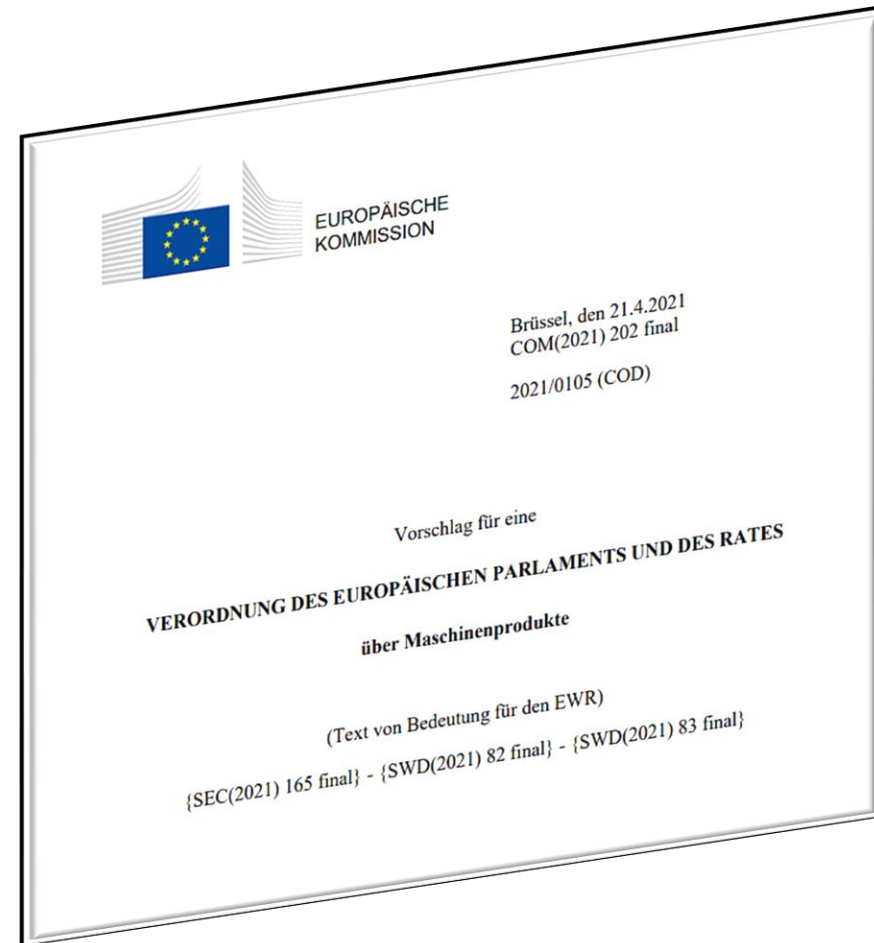 EUROPÄISCHE
KOMMISSION
Brüssel, den 21.4.2021
COM(2021) 202 final
2021/0105 (COD)
Vorschlag für eine
VERORDNUNG DES EUROPÄISCHEN PARLAMENTS UND DES RATES
über Maschinenprodukte
(Text von Bedeutung für den EWR)
{SEC(2021) 165 final} - {SWD(2021) 82 final} - {SWD(2021) 83 final}